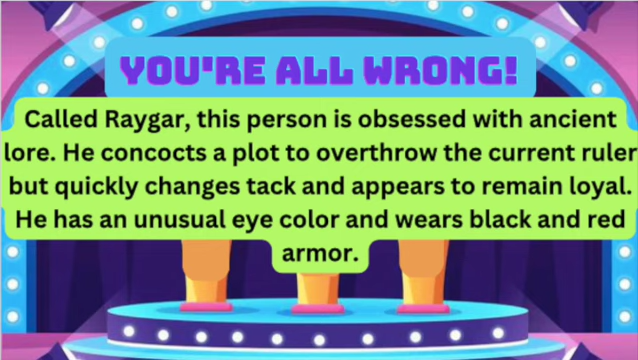 YOU'RE ALL WRONG!
Called Raygar, this person is obsessed with ancient
lore. He concocts a plot to overthrow the current ruler
but quickly changes tack and appears to remain loyal.
He has an unusual eye color and wears black and red
armor.